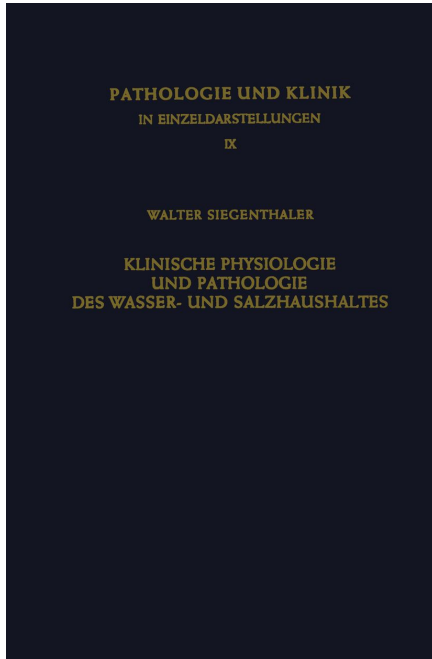 PATHOLOGIE UND KLINIK
IN EINZELDARSTELLUNGEN
IX
WALTER SIEGENTHALER
KLINISCHE PHYSIOLOGIE
UND PATHOLOGIE
DES WASSER- UND SALZHAUSHALTES